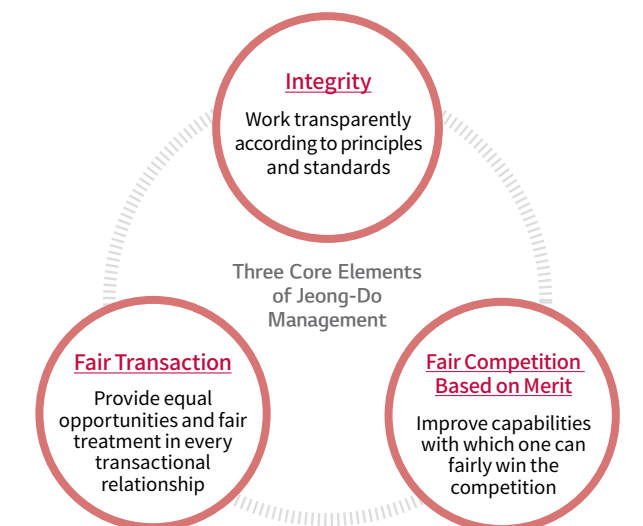 Integrity
Work transparently
according to principles
and standards
Three Core Elements
of Jeong-Do
Management
Fair Transaction
Provide equal
opportunities and fair
treatment in every
transactional
relationship
Fair Competition
Based on Merit
Improve capabilities
with which one can
fairly win the
competition